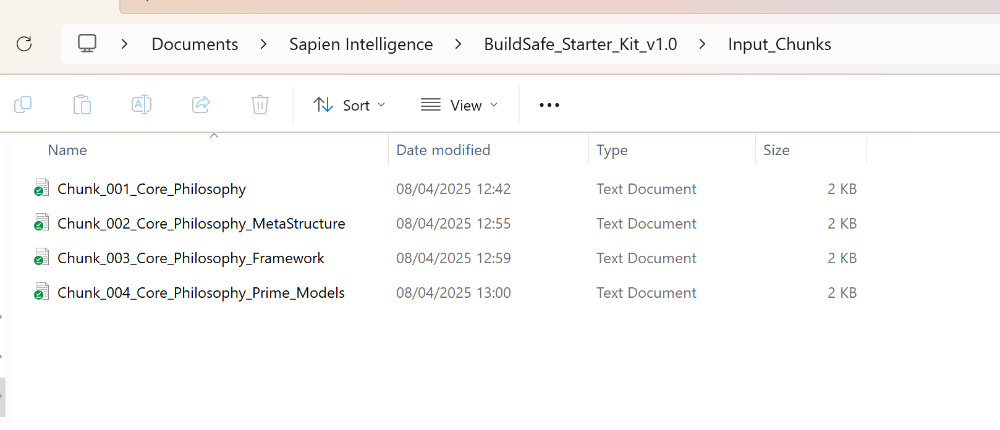 Documents > Sapien Intelligence > BuildSafe_Starter_Kit_v1.0 > Input_Chunks
Sort View
Name Date modified Type Size
Chunk_001_Core_Philosophy 08/04/2025 12:42 Text Document 2 KB
Chunk_002_Core_Philosophy_MetaStructure 08/04/2025 12:55 Text Document 2 KB
Chunk_003_Core_Philosophy_Framework 08/04/2025 12:59 Text Document 2 KB
Chunk_004_Core_Philosophy_Prime_Models 08/04/2025 13:00 Text Document 2 KB